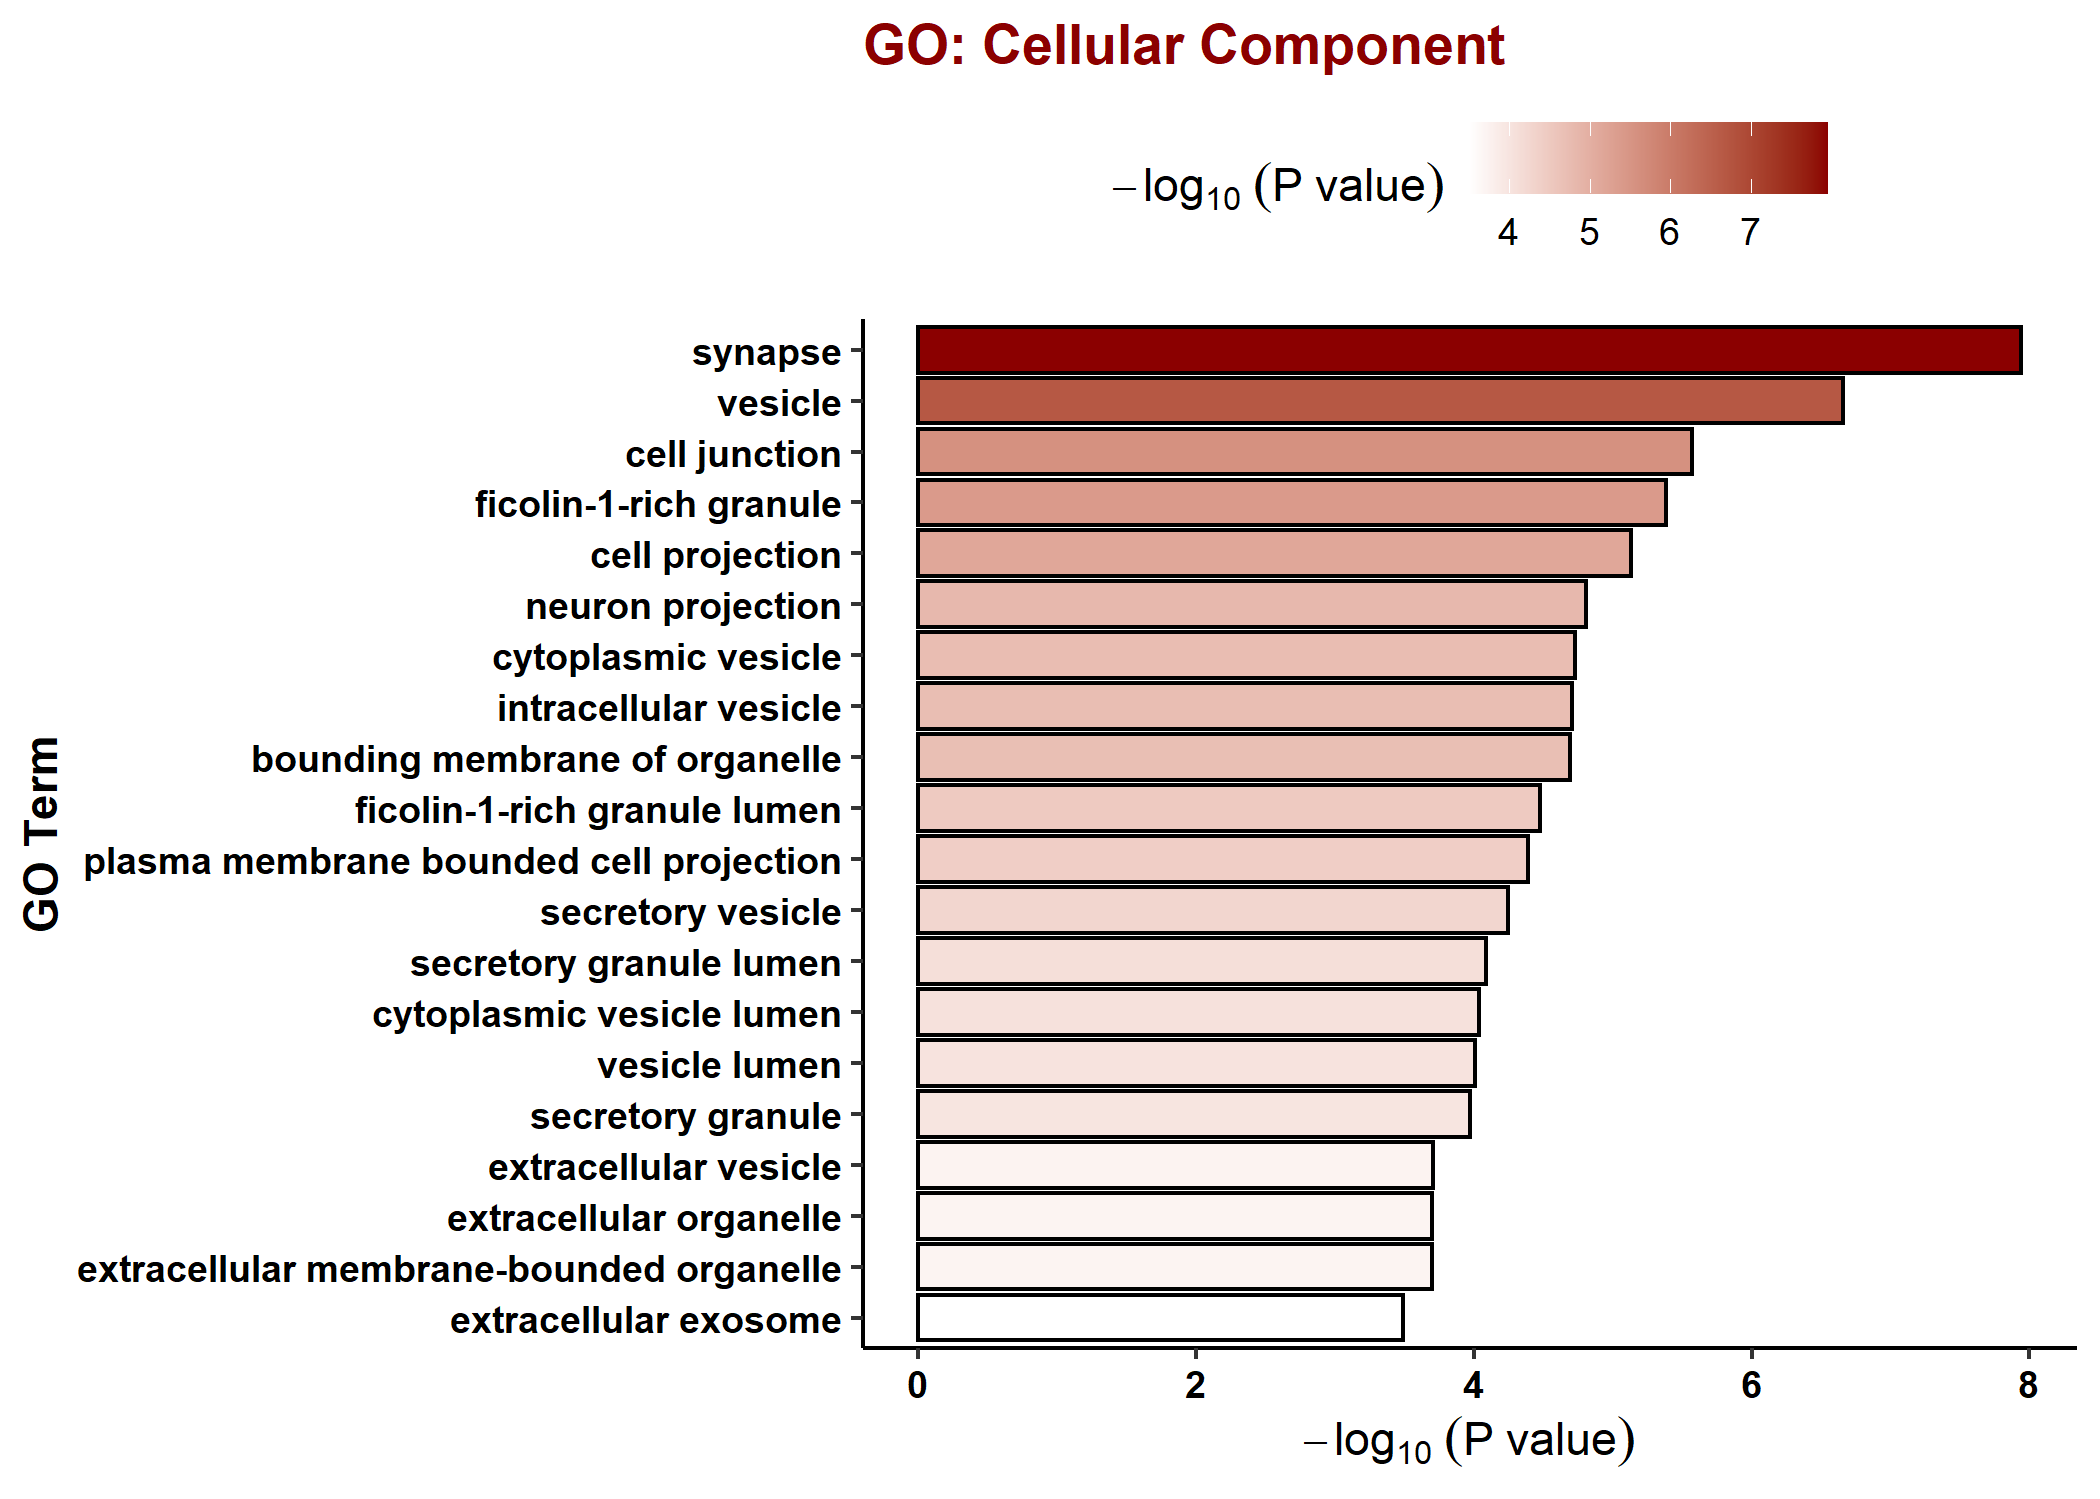 GO: Cellular Component
−log10 (P value)
4 5 6 7
synapse
vesicle
cell junction
ficolin-1-rich granule
cell projection
neuron projection
cytoplasmic vesicle
intracellular vesicle
bounding membrane of organelle
ficolin-1-rich granule lumen
plasma membrane bounded cell projection
secretory vesicle
secretory granule lumen
cytoplasmic vesicle lumen
vesicle lumen
secretory granule
extracellular vesicle
extracellular organelle
extracellular membrane-bounded organelle
extracellular exosome
GO Term
0 2 4 6 8
−log10 (P value)